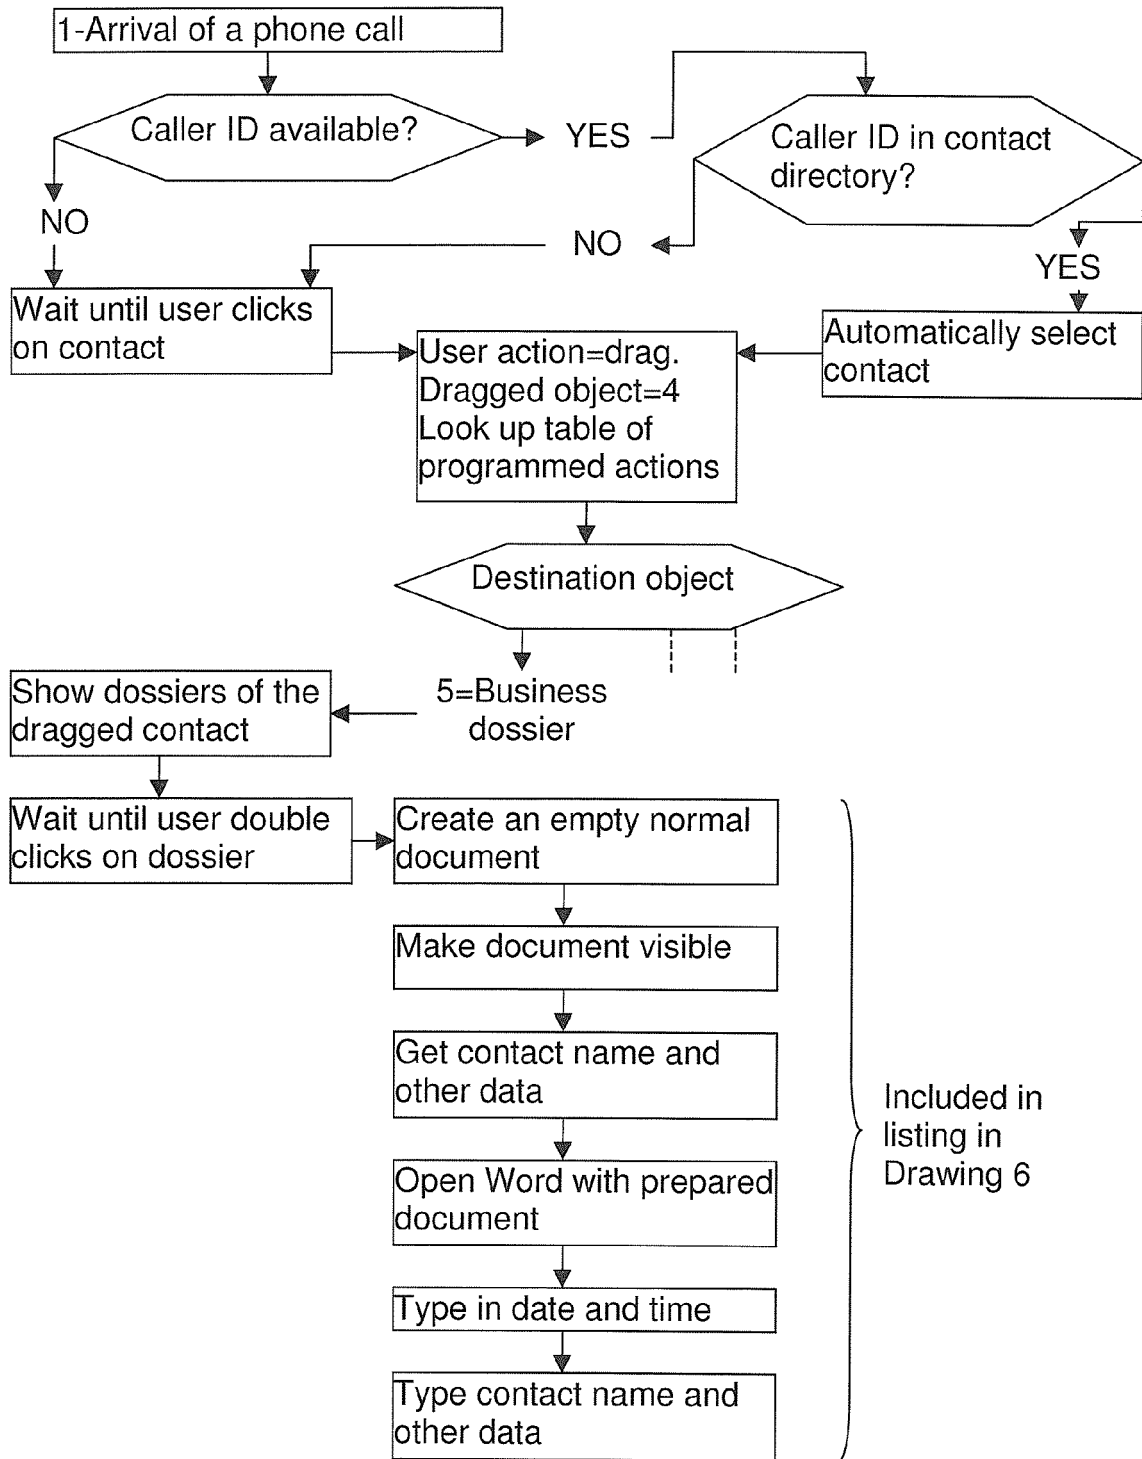 1-Arrival of a phone call
Caller ID available?
YES
Caller ID in contact
directory?
NO
NO
YES
Wait until user clicks
on contact
User action=drag.
Dragged object=4
Look up table of
programmed actions
Automatically select
contact
Destination object
5=Business
dossier
Show dossiers of the
dragged contact
Wait until user double
clicks on dossier
Create an empty normal
document
Make document visible
Get contact name and
other data
Open Word with prepared
document
Type in date and time
Type contact name and
other data
Included in
listing in
Drawing 6